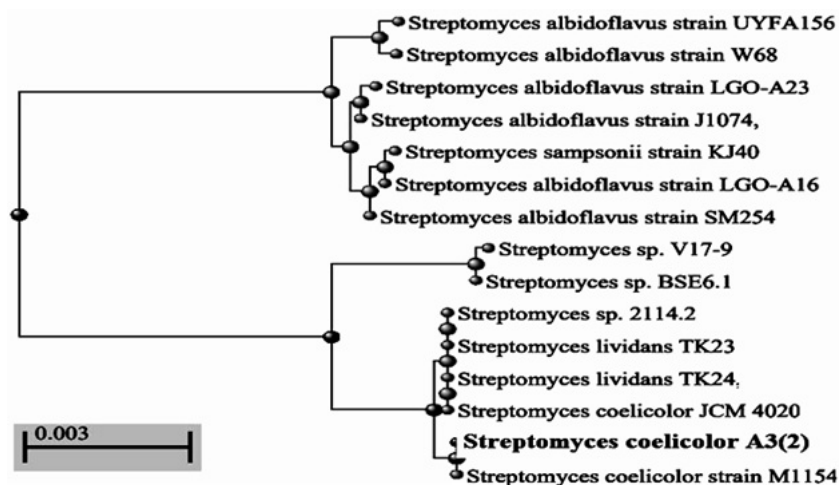 Streptomyces albidoflavus strain UYFA156
Streptomyces albidoflavus strain W68
Streptomyces albidoflavus strain LGO-A23
Streptomyces albidoflavus strain J1074,
Streptomyces sampsonii strain KJ40
Streptomyces albidoflavus strain LGO-A16
Streptomyces albidoflavus strain SM254
Streptomyces sp. V17-9
Streptomyces sp. BSE6.1
Streptomyces sp. 2114.2
Streptomyces lividans TK23
Streptomyces lividans TK24,
Streptomyces coelicolor JCM 4020
Streptomyces coelicolor A3(2)
Streptomyces coelicolor strain M1154
0.003